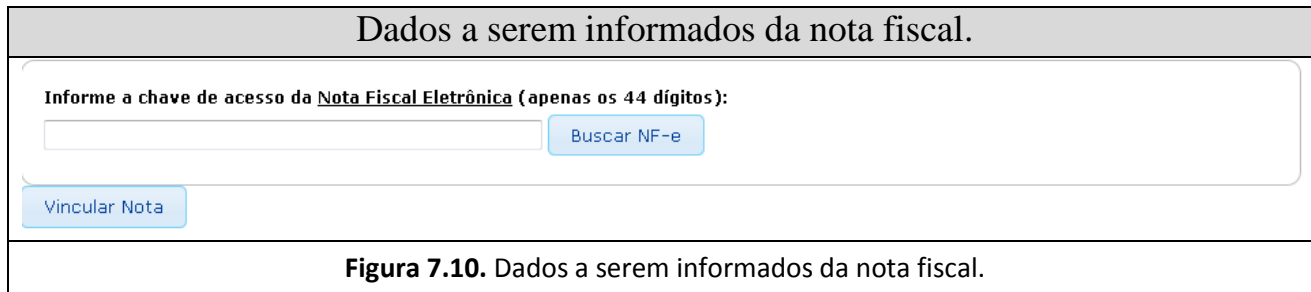 Dados a serem informados da nota fiscal.
Informe a chave de acesso da Nota Fiscal Eletrônica (apenas os 44 dígitos):
Buscar NF-e
Vincular Nota
Figura 7.10. Dados a serem informados da nota fiscal.